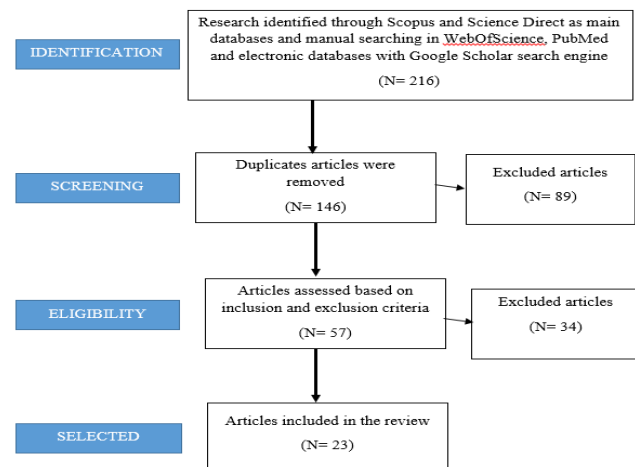 IDENTIFICATION
Research identified through Scopus and Science Direct as main
databases and manual searching in WebOfScience, PubMed
and electronic databases with Google Scholar search engine
(N= 216)
SCREENING
Duplicates articles were
removed
(N= 146)
Excluded articles
(N= 89)
ELIGIBILITY
Articles assessed based on
inclusion and exclusion criteria
(N= 57)
Excluded articles
(N= 34)
SELECTED
Articles included in the review
(N= 23)